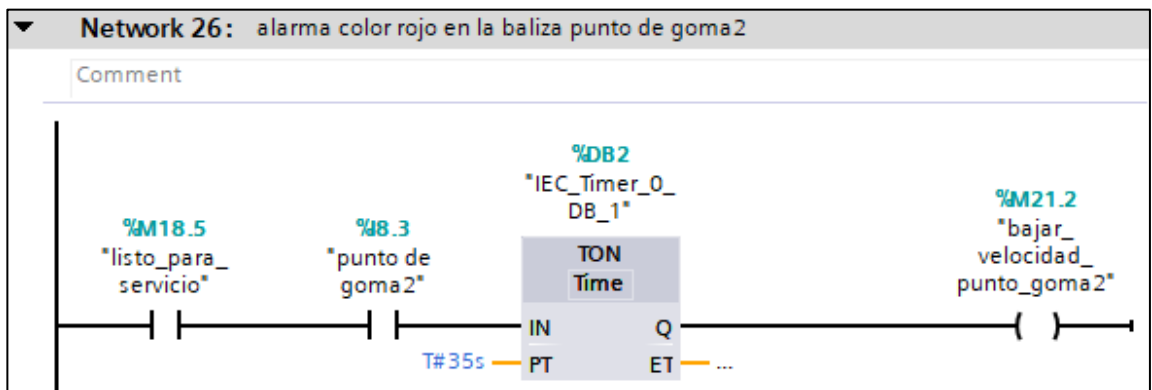 Network 26: alarma color rojo en la baliza punto de goma2
Comment
%DB2
"IEC_Timer_0_
DB_1"
%M18.5
"listo_para_
servicio"
%I8.3
"punto de
goma2"
TON
Time
%M21.2
"bajar_
velocidad_
punto_goma2"
IN
Q
T#35s
PT
ET
...